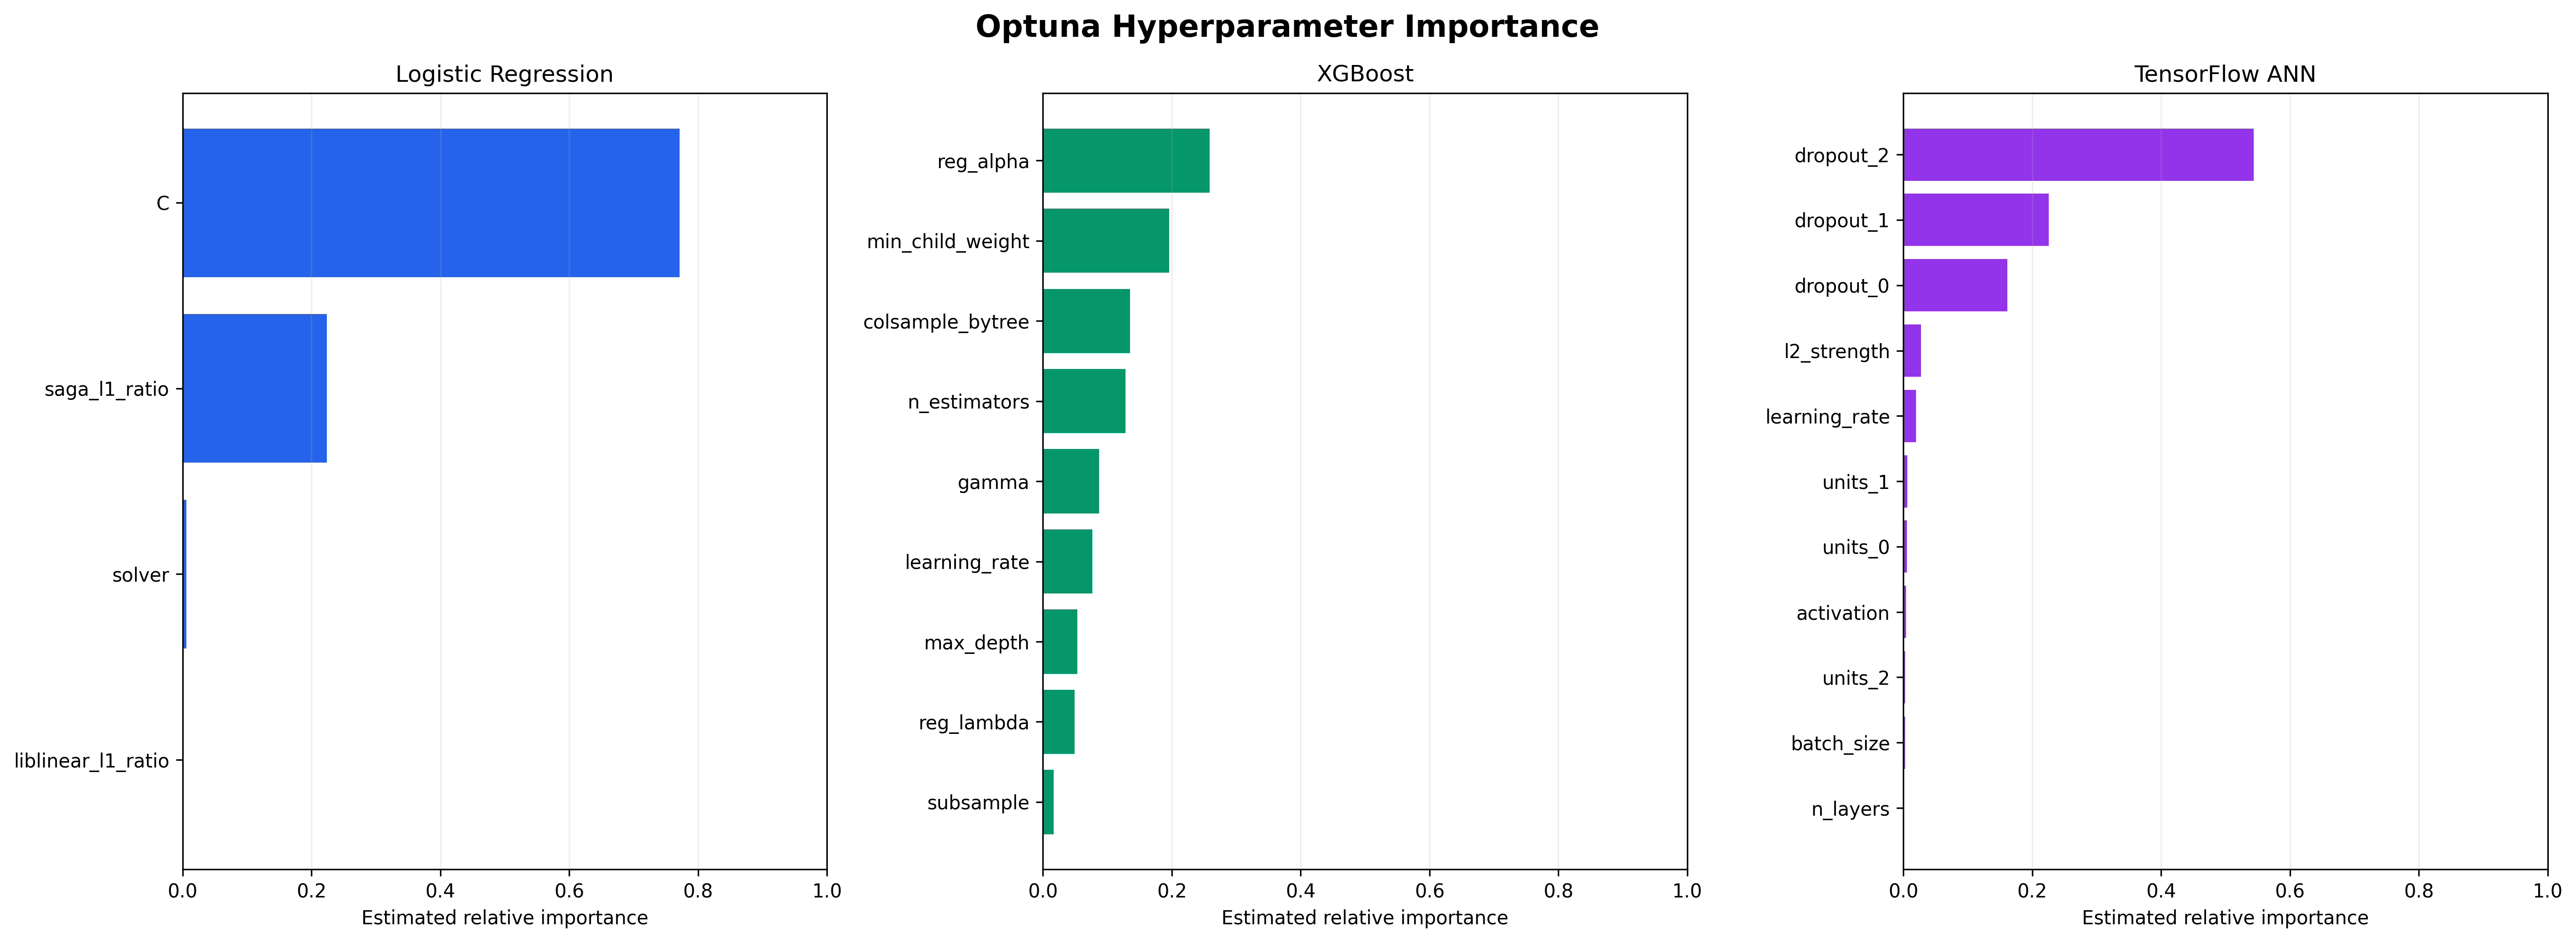 Optuna Hyperparameter Importance
Logistic Regression
C
saga_l1_ratio
solver
liblinear_l1_ratio
0.0 0.2 0.4 0.6 0.8 1.0
Estimated relative importance
XGBoost
reg_alpha
min_child_weight
colsample_bytree
n_estimators
gamma
learning_rate
max_depth
reg_lambda
subsample
0.0 0.2 0.4 0.6 0.8 1.0
Estimated relative importance
TensorFlow ANN
dropout_2
dropout_1
dropout_0
l2_strength
learning_rate
units_1
units_0
activation
units_2
batch_size
n_layers
0.0 0.2 0.4 0.6 0.8 1.0
Estimated relative importance